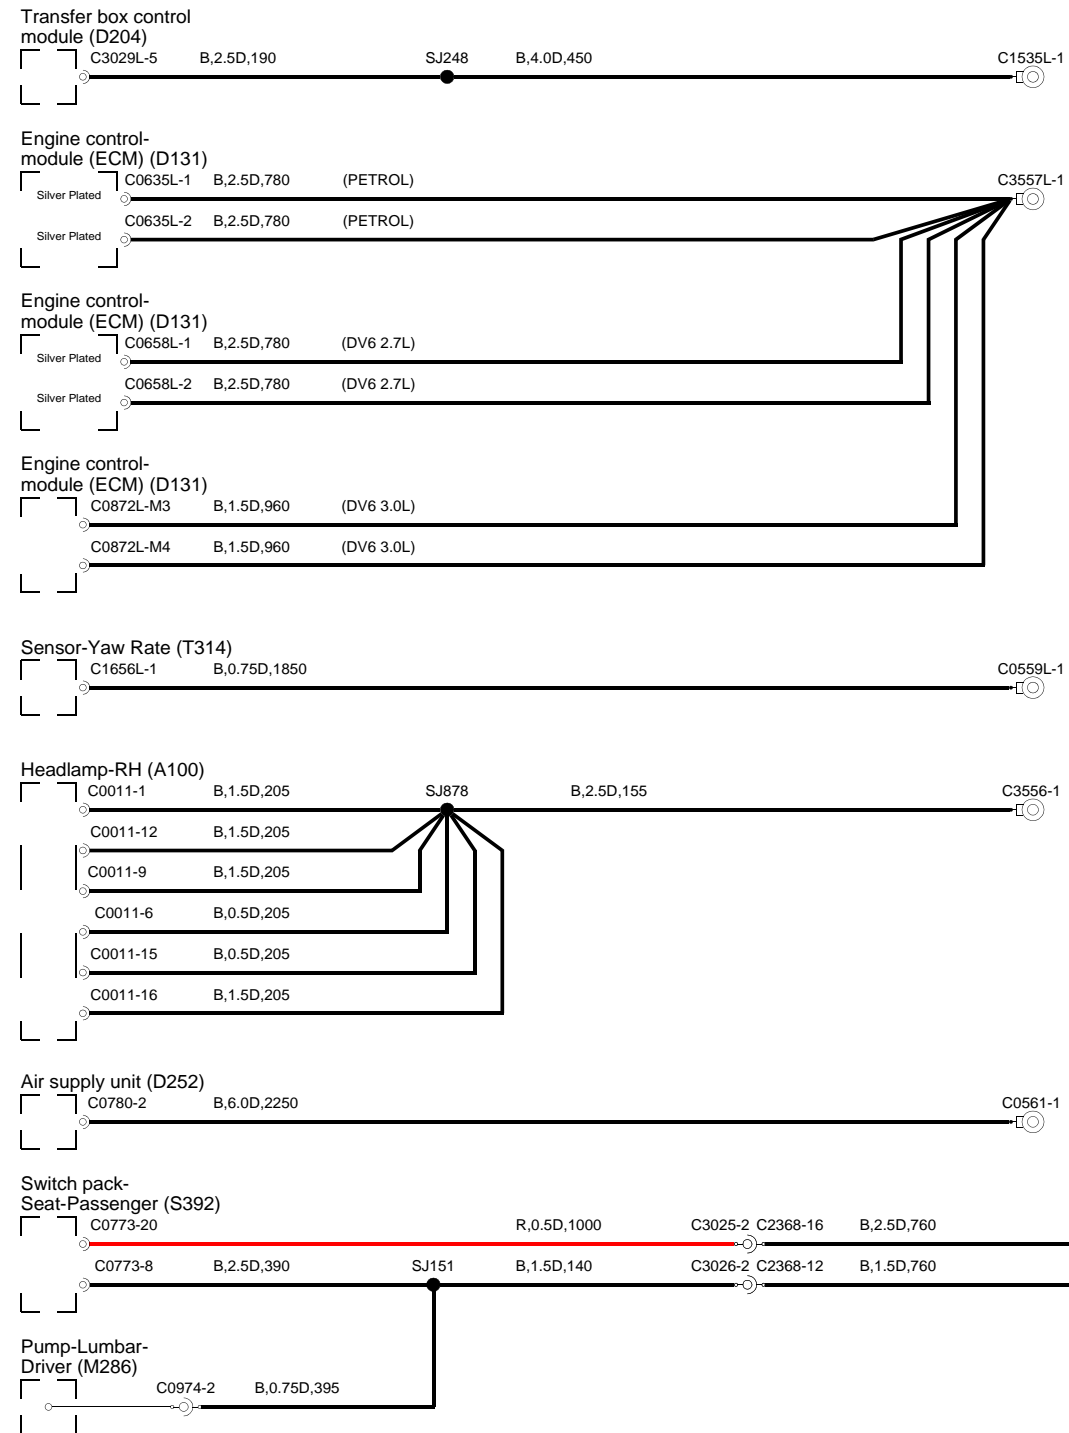 Transfer box control
module (D204)
C3029L-5 B,2.5D,190 SJ248 B,4.0D,450 C1535L-1
Engine control-
module (ECM) (D131)
C0635L-1 B,2.5D,780 (PETROL) C3557L-1
Silver Plated
C0635L-2 B,2.5D,780 (PETROL)
Silver Plated
Engine control-
module (ECM) (D131)
C0658L-1 B,2.5D,780 (DV6 2.7L)
Silver Plated
C0658L-2 B,2.5D,780 (DV6 2.7L)
Silver Plated
Engine control-
module (ECM) (D131)
C0872L-M3 B,1.5D,960 (DV6 3.0L)
C0872L-M4 B,1.5D,960 (DV6 3.0L)
Sensor-Yaw Rate (T314)
C1656L-1 B,0.75D,1850 C0559L-1
Headlamp-RH (A100)
C0011-1 B,1.5D,205 SJ878 B,2.5D,155 C3556-1
C0011-12 B,1.5D,205
C0011-9 B,1.5D,205
C0011-6 B,0.5D,205
C0011-15 B,0.5D,205
C0011-16 B,1.5D,205
Air supply unit (D252)
C0780-2 B,6.0D,2250 C0561-1
Switch pack-
Seat-Passenger (S392)
C0773-20 R,0.5D,1000 C3025-2 C2368-16 B,2.5D,760
C0773-8 B,2.5D,390 SJ151 B,1.5D,140 C3026-2 C2368-12 B,1.5D,760
Pump-Lumbar-
Driver (M286)
C0974-2 B,0.75D,395